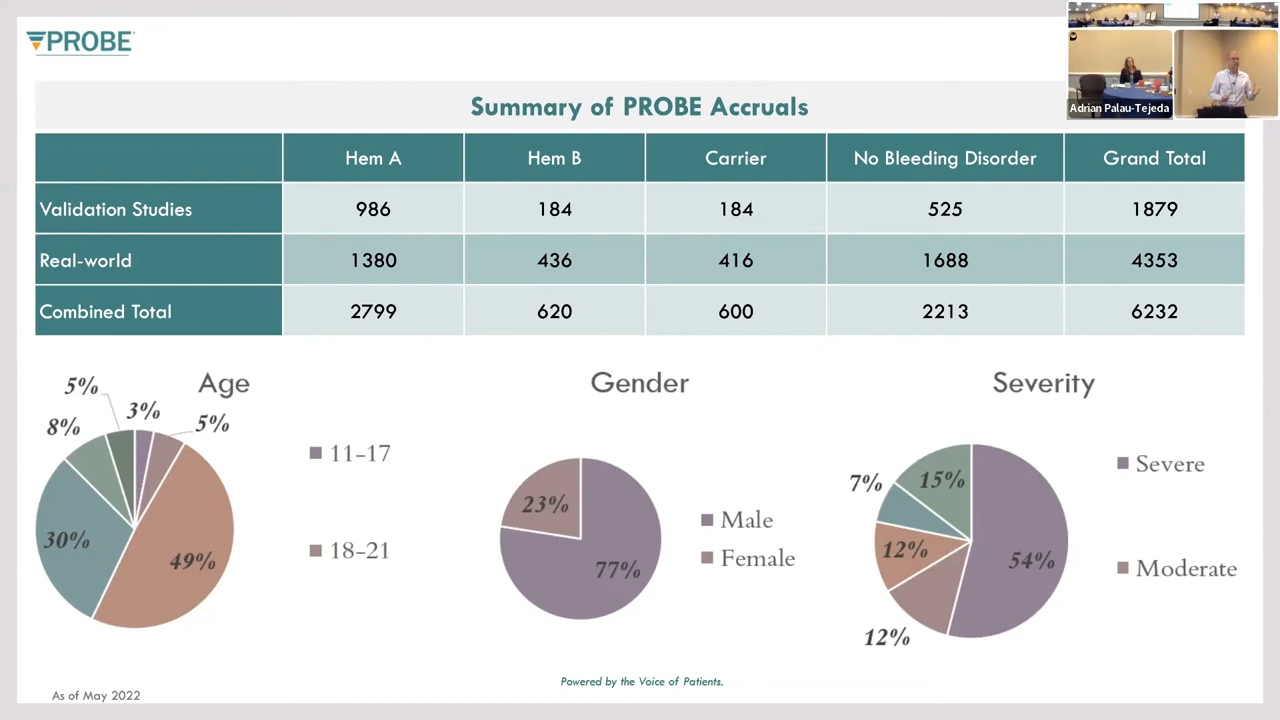 PROBE
Adrian Palau-Tejeda
Summary of PROBE Accruals
Hem A Hem B Carrier No Bleeding Disorder Grand Total
Validation Studies 986 184 184 525 1879
Real-world 1380 436 416 1688 4353
Combined Total 2799 620 600 2213 6232
Age
5%
3%
5%
8%
30%
49%
11-17
18-21
Gender
23%
77%
Male
Female
Severity
15%
7%
12%
54%
12%
Severe
Moderate
Powered by the Voice of Patients.
As of May 2022